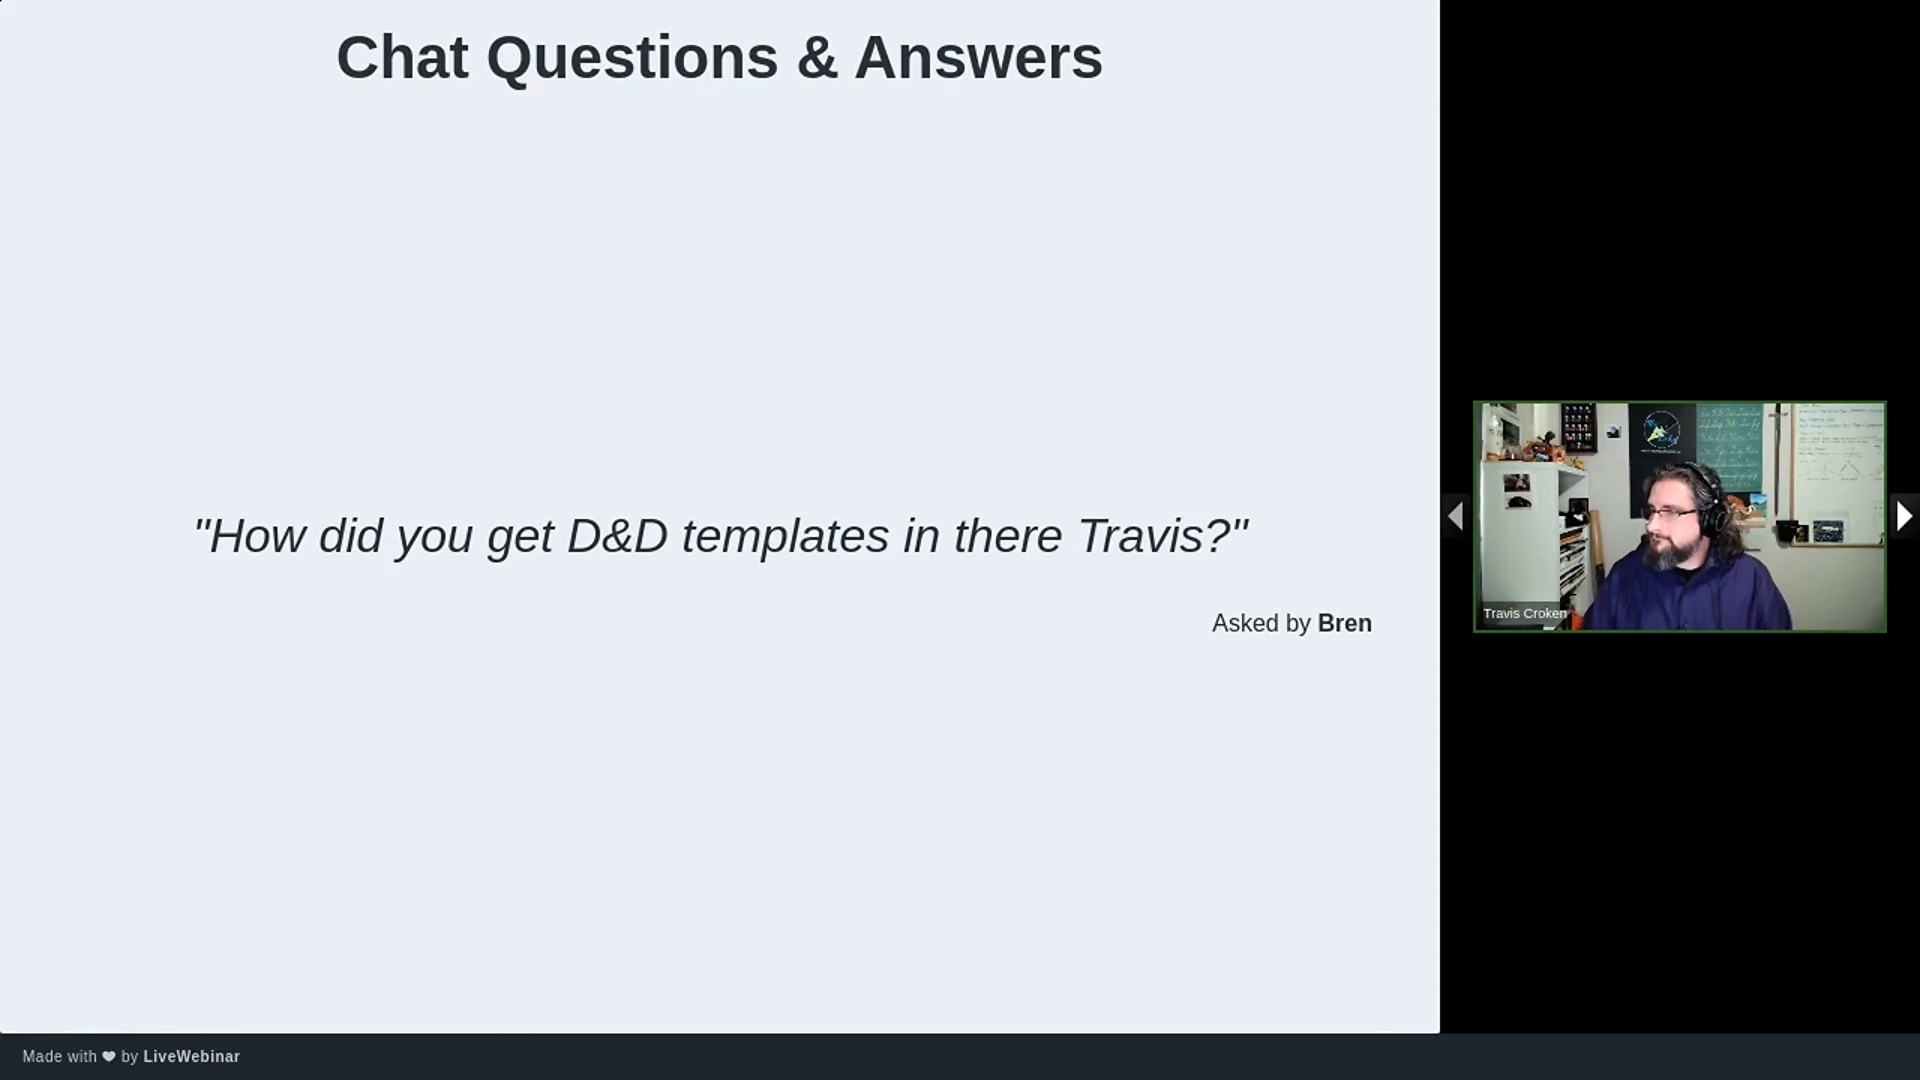 Chat Questions & Answers
"How did you get D&D templates in there Travis?"
Asked by Bren
Travis Croken
Made with ❤ by LiveWebinar